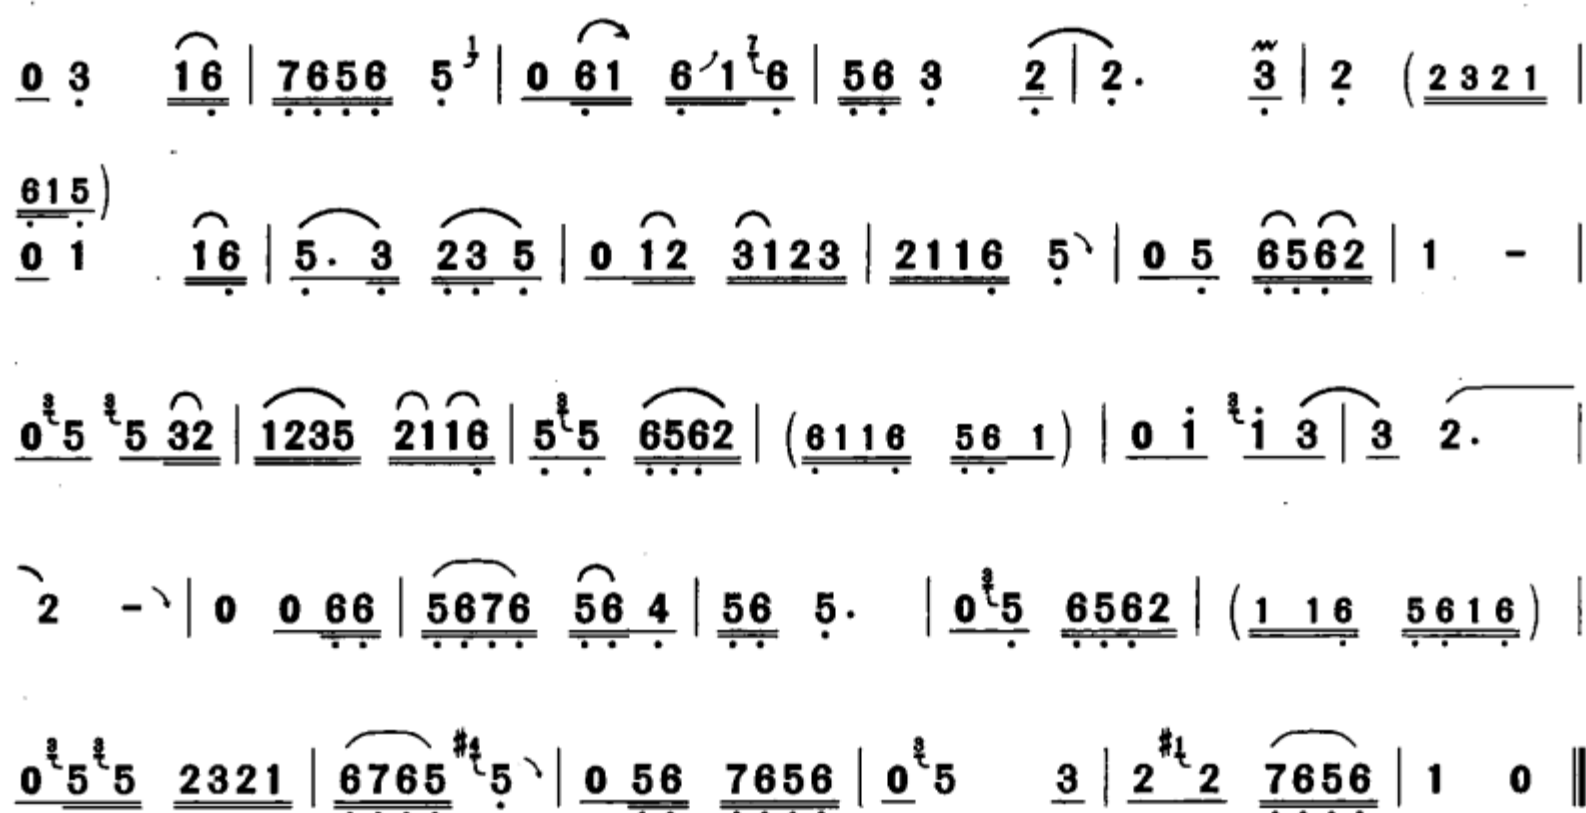 0 3 16 | 7656 5 1 | 0 61 6 1 7 6 | 56 3 2 | 2. 3 | 2 (2321 |
615)
0 1 16 | 5. 3 23 5 | 0 12 3123 | 2116 5 | 0 5 6562 | 1 - |
0 5 5 32 | 1235 2116 | 5 5 6562 | (6116 56 1) | 0 i i 3 | 3 2. |
2 - | 0 0 66 | 5676 56 4 | 56 5. | 0 5 6562 | (1 16 5616) |
0 5 5 2321 | 6765 #4 5 | 0 56 7656 | 0 5 3 | 2 #1 2 7656 | 1 0 ‖